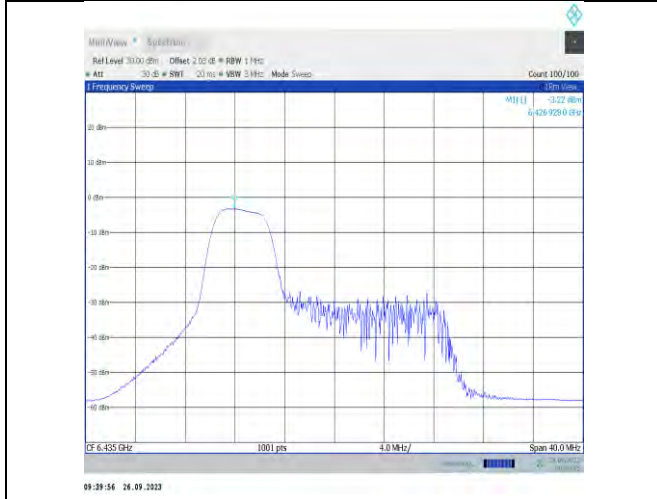 MultiView Spectrum
Ref Level 30.00 dBm Offset 2.02 dB RBW 1 MHz
Att 30 dB SWT 20 ms VBW 3 MHz Mode Sweep Count 100/100
1 Frequency Sweep 1Rm View
M1[1] -3.22 dBm
6.4269280 GHz
20 dBm
10 dBm
0 dBm
-10 dBm
-20 dBm
-30 dBm
-40 dBm
-50 dBm
-60 dBm
CF 6.435 GHz 1001 pts 4.0 MHz/ Span 40.0 MHz
09:39:56 26.09.2023